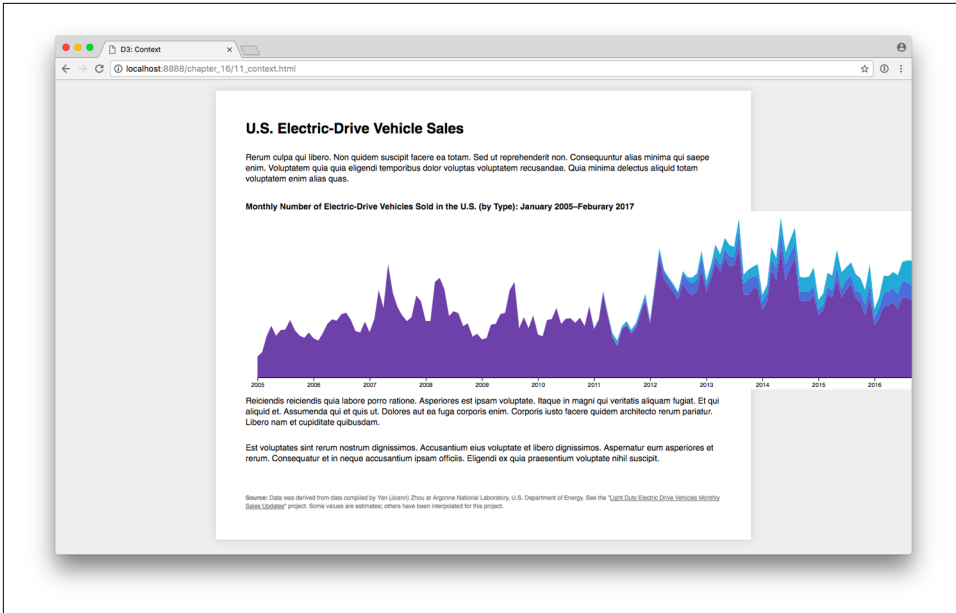 D3: Context
localhost:8888/chapter_16/11_context.html
U.S. Electric-Drive Vehicle Sales
Rerum culpa qui libero. Non quidem suscipit facere ea totam. Sed ut reprehenderit non. Consequuntur alias minima qui saepe
enim. Voluptatem quia quia eligendi temporibus dolor voluptas voluptatem recusandae. Quia minima delectus aliquid totam
voluptatem enim alias quas.
Monthly Number of Electric-Drive Vehicles Sold in the U.S. (by Type): January 2005–Feburary 2017
2005 2006 2007 2008 2009 2010 2011 2012 2013 2014 2015 2016
Reiciendis reiciendis quia labore porro ratione. Asperiores est ipsam voluptate. Itaque in magni qui veritatis aliquam fugiat. Et qui
aliquid et. Assumenda qui et quis ut. Dolores aut ea fuga corporis enim. Corporis iusto facere quidem architecto rerum pariatur.
Libero nam et cupiditate quibusdam.
Est voluptates sint rerum nostrum dignissimos. Accusantium eius voluptate et libero dignissimos. Aspernatur eum asperiores et
rerum. Consequatur et in neque accusantium ipsam officiis. Eligendi ex quia praesentium voluptate nihil suscipit.
Source: Data was derived from data compiled by Yan (Joann) Zhou at Argonne National Laboratory, U.S. Department of Energy. See the "Light Duty Electric Drive Vehicles Monthly
Sales Updates" project. Some values are estimates; others have been interpolated for this project.